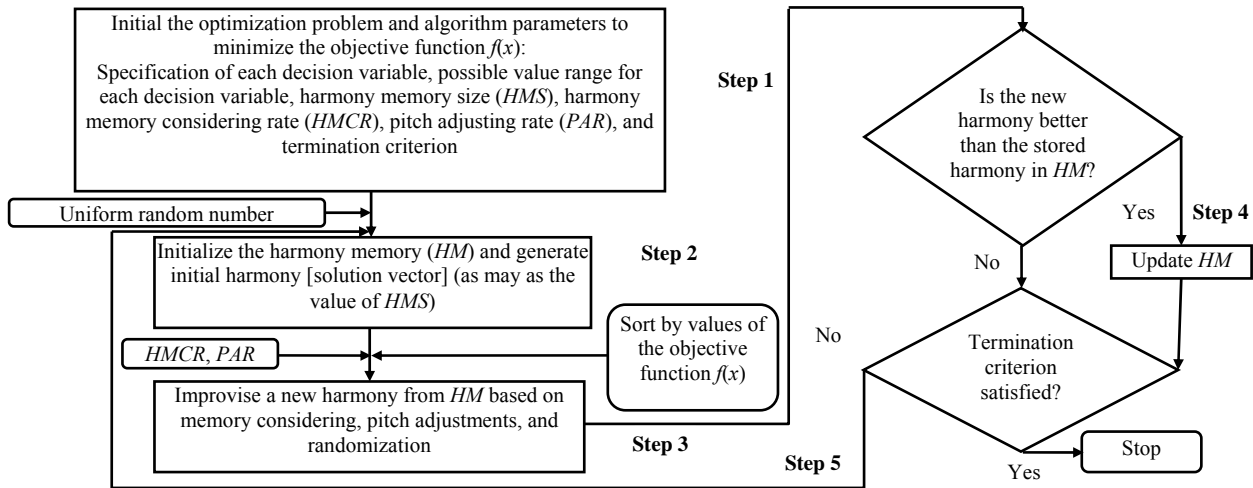 Initial the optimization problem and algorithm parameters to
minimize the objective function f(x):
Specification of each decision variable, possible value range for
each decision variable, harmony memory size (HMS), harmony
memory considering rate (HMCR), pitch adjusting rate (PAR), and
termination criterion
Step 1
Uniform random number
Initialize the harmony memory (HM) and generate
initial harmony [solution vector] (as may as the
value of HMS)
Step 2
HMCR, PAR
Sort by values of
the objective
function f(x)
Improvise a new harmony from HM based on
memory considering, pitch adjustments, and
randomization
Step 3
Is the new
harmony better
than the stored
harmony in HM?
Yes
Step 4
No
Update HM
Termination
criterion
satisfied?
No
Step 5
Yes
Stop